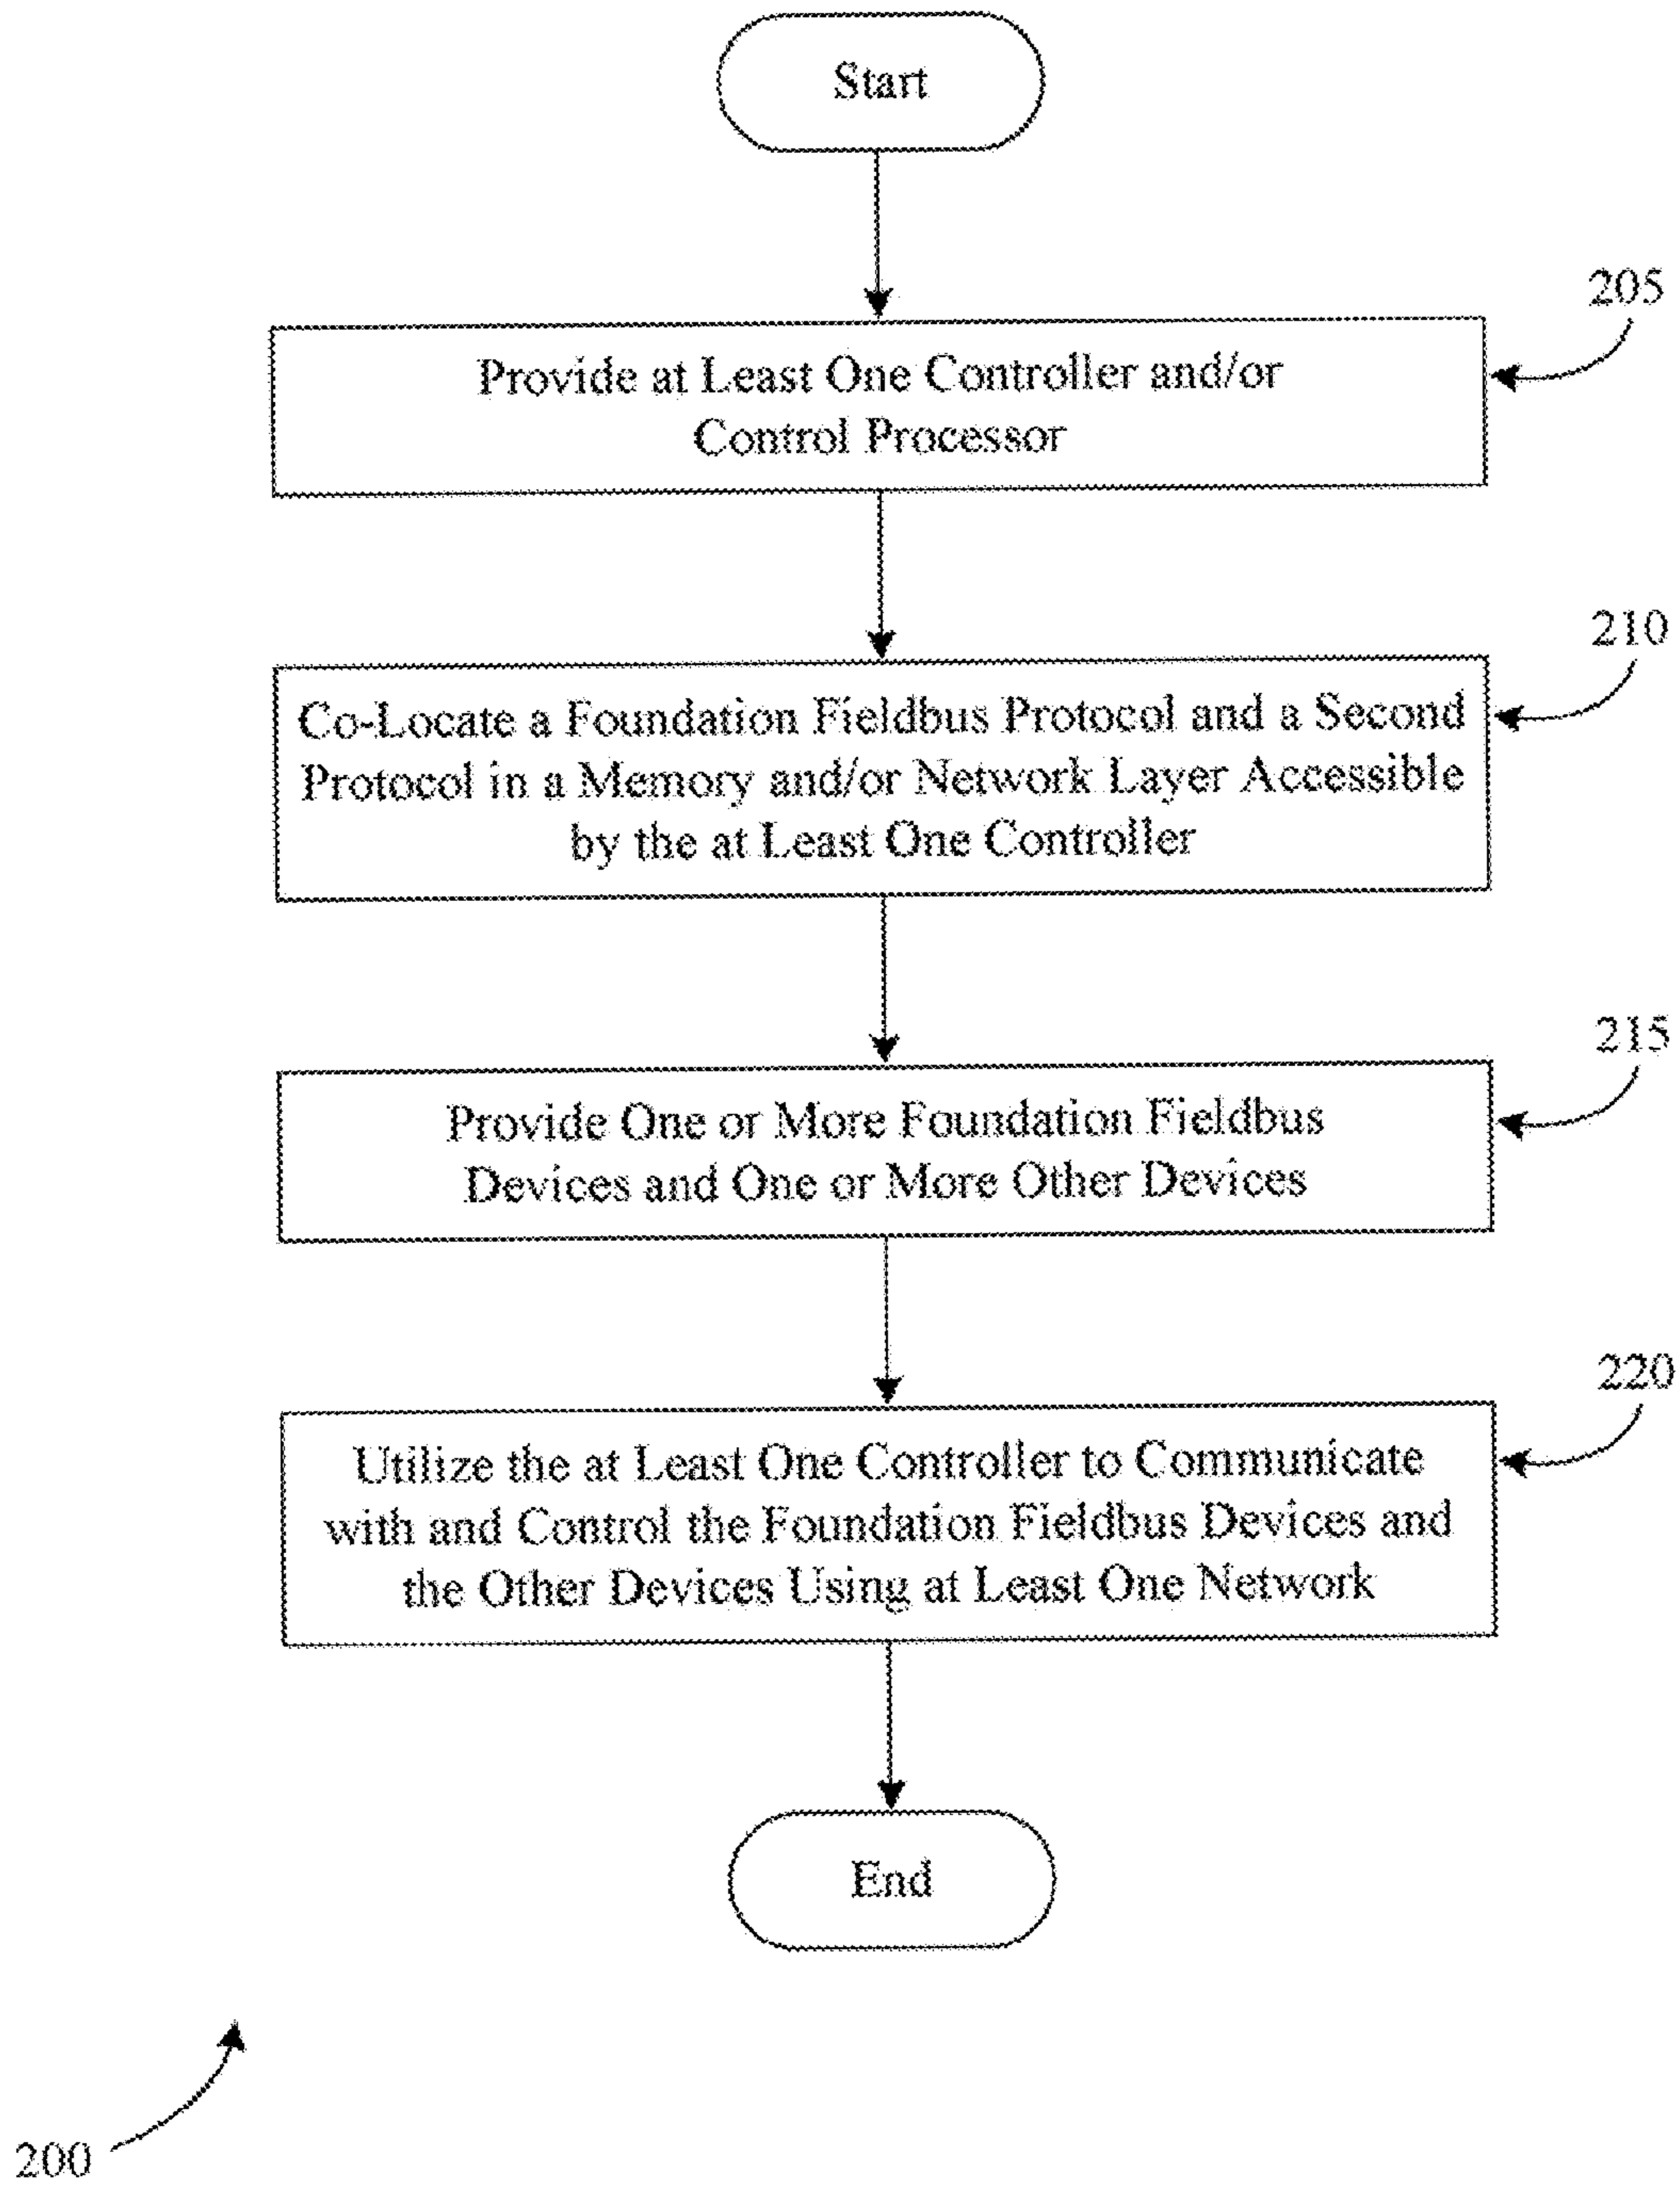 Start
205
Provide at Least One Controller and/or
Control Processor
210
Co-Locate a Foundation Fieldbus Protocol and a Second
Protocol in a Memory and/or Network Layer Accessible
by the at Least One Controller
215
Provide One or More Foundation Fieldbus
Devices and One or More Other Devices
220
Utilize the at Least One Controller to Communicate
with and Control the Foundation Fieldbus Devices and
the Other Devices Using at Least One Network
End
200